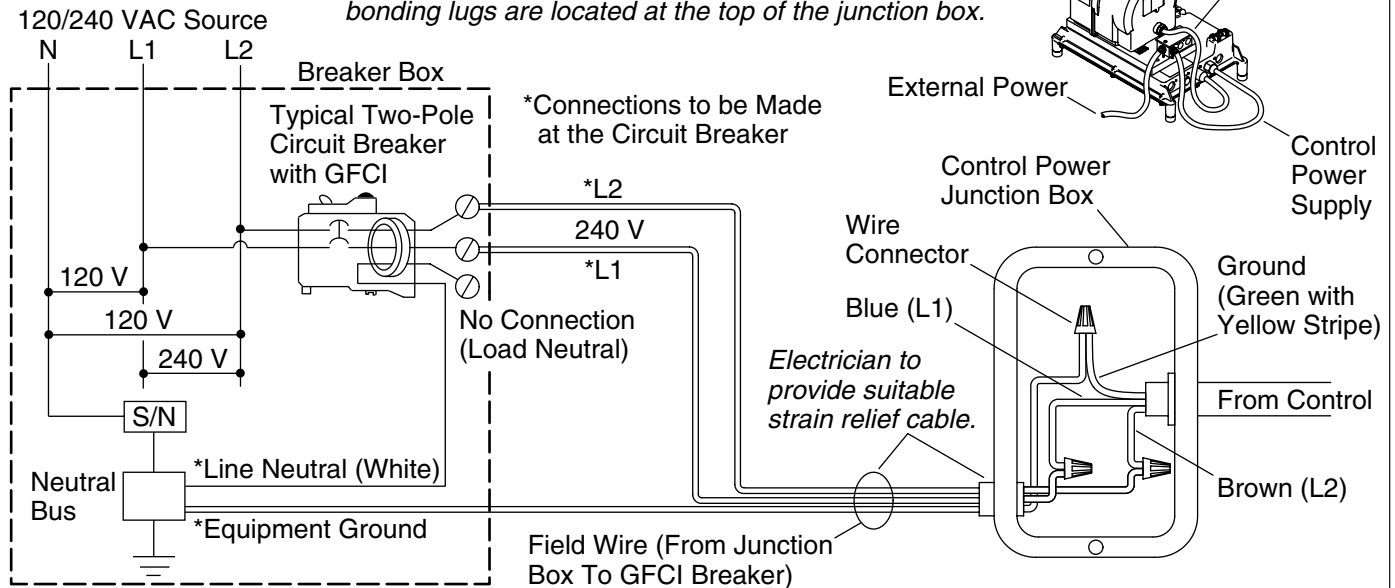 bonding lugs are located at the top of the junction box.
120/240 VAC Source
N L1 L2
Breaker Box
Typical Two-Pole
Circuit Breaker
with GFCI
*Connections to be Made
at the Circuit Breaker
External Power
Control
Power
Supply
Control Power
Junction Box
*L2
240 V
*L1
Wire
Connector
Ground
(Green with
Yellow Stripe)
Blue (L1)
120 V
120 V
240 V
No Connection
(Load Neutral)
Electrician to
provide suitable
strain relief cable.
From Control
S/N
Neutral
Bus
*Line Neutral (White)
*Equipment Ground
Brown (L2)
Field Wire (From Junction
Box To GFCI Breaker)